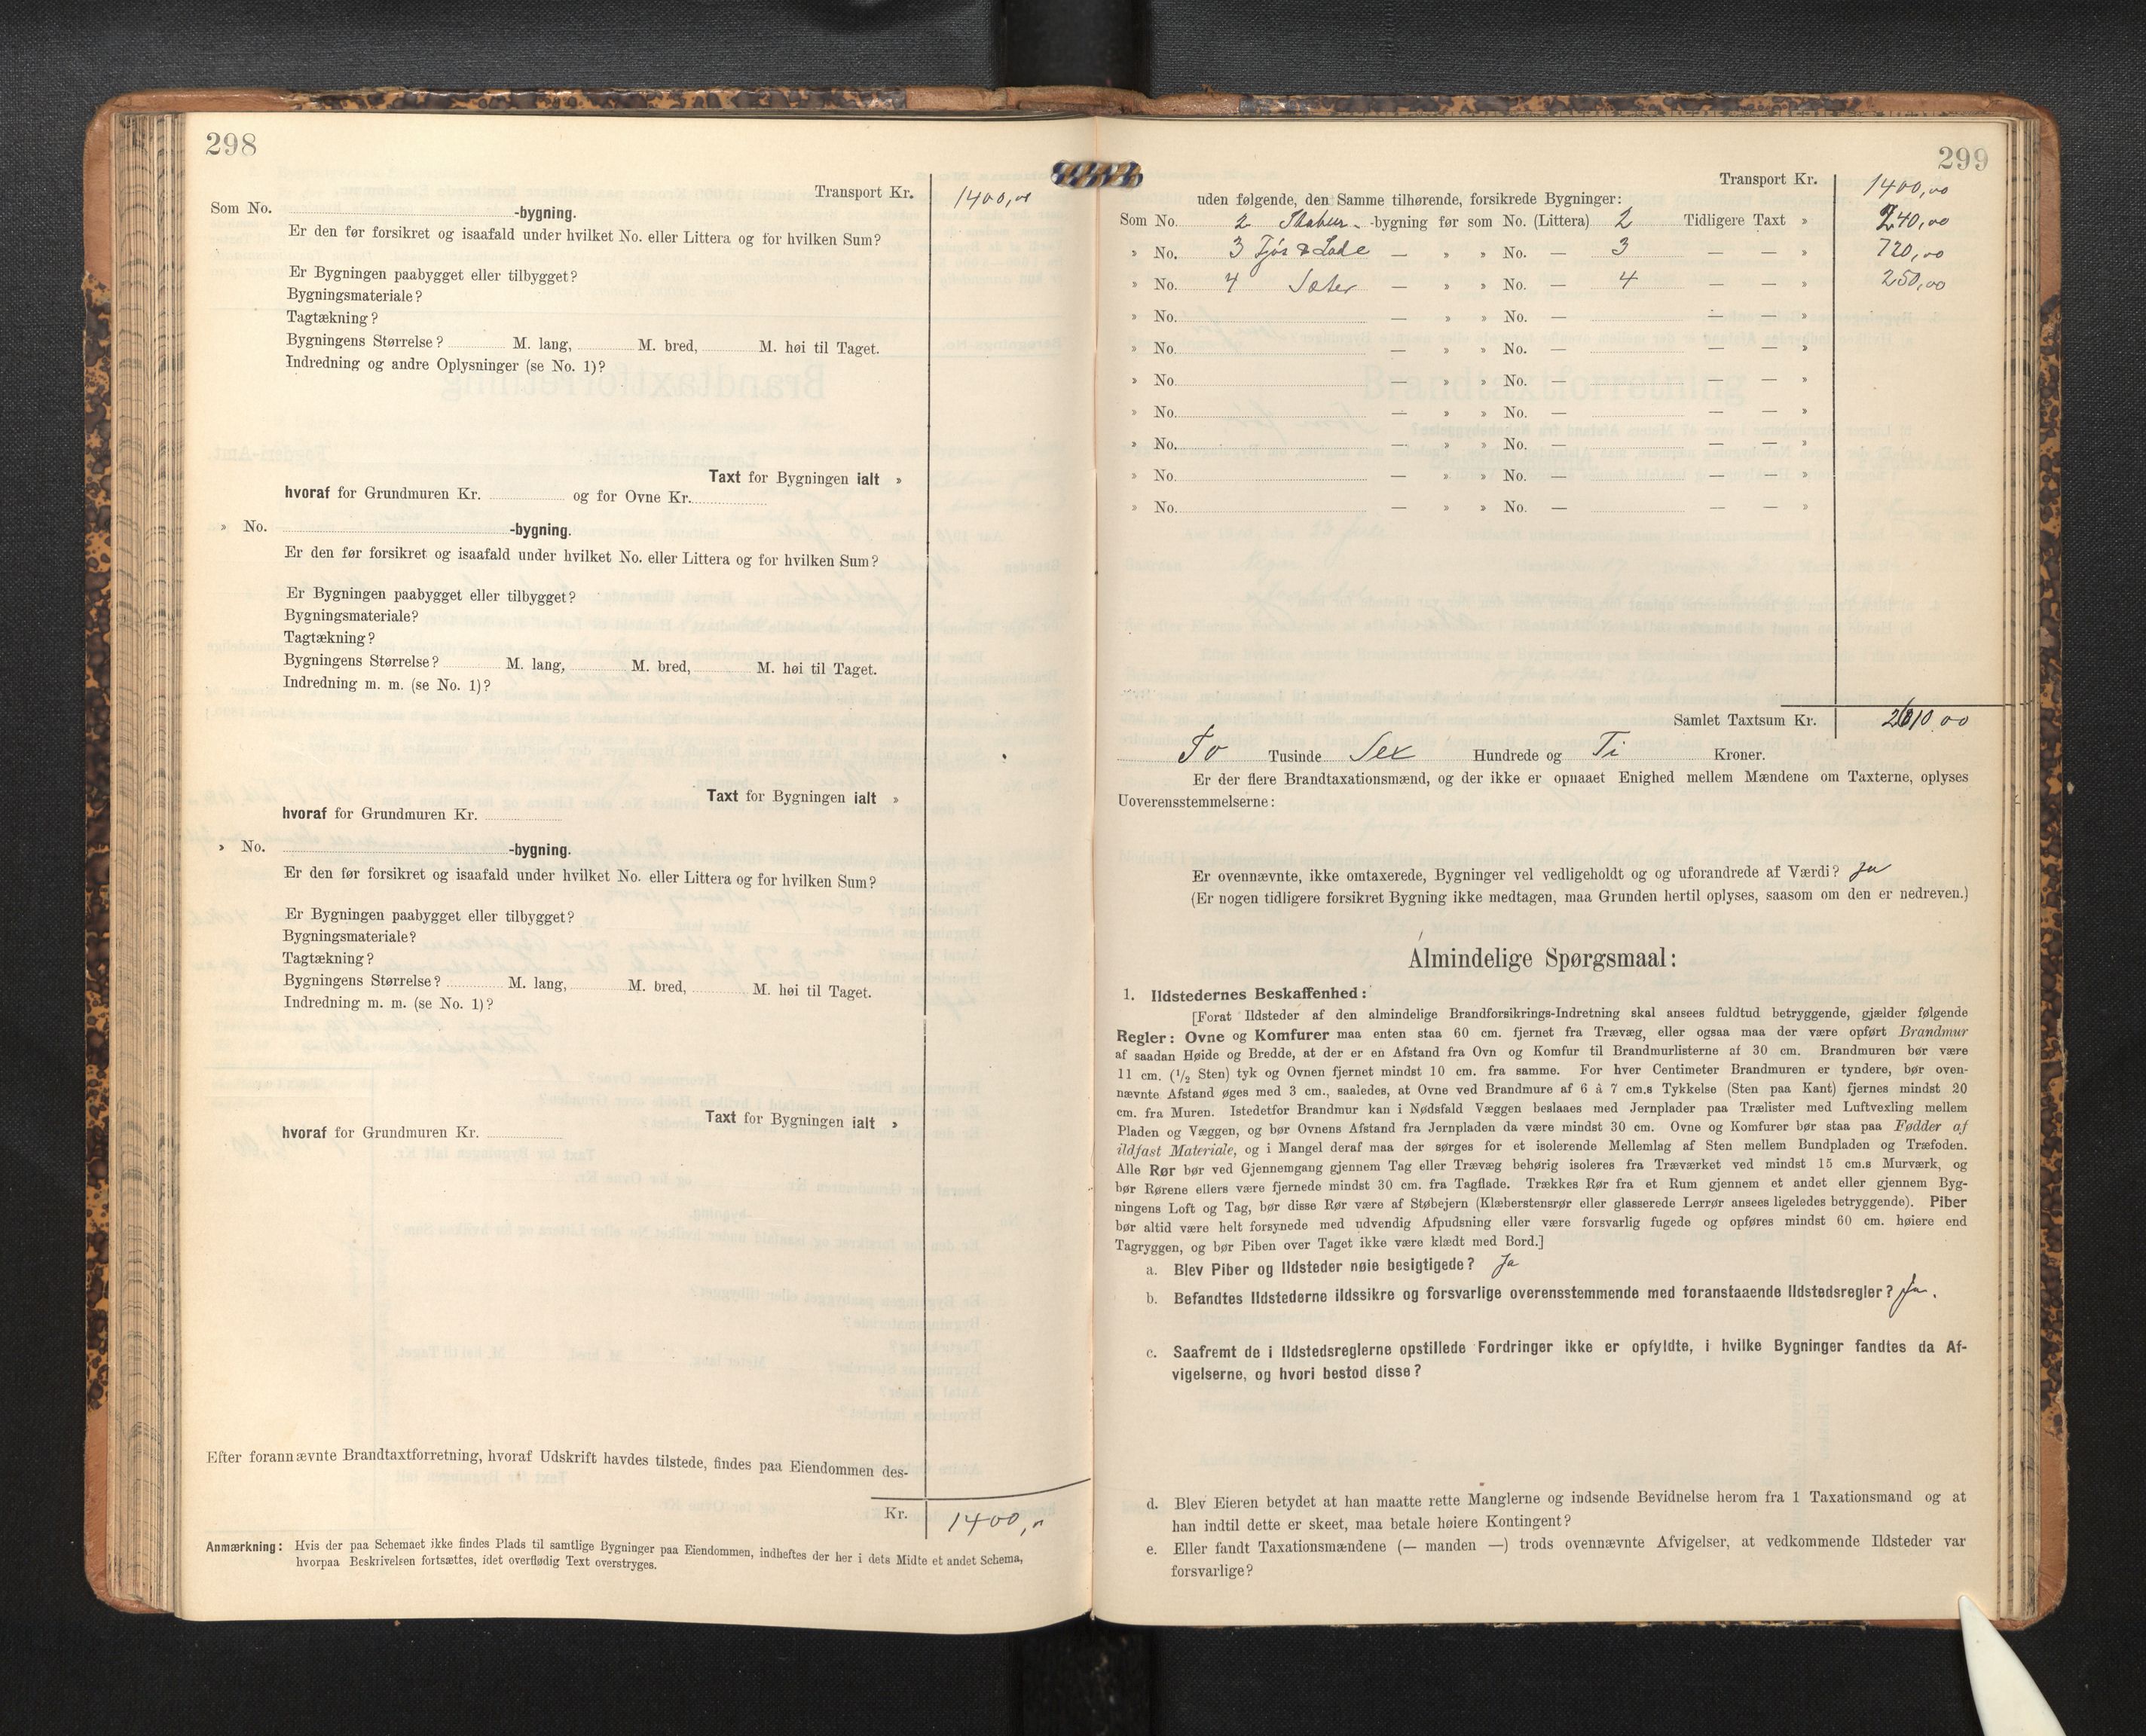 298
Transport Kr. 1400,00
Som No. -bygning.
Er den før forsikret og isaafald under hvilket No. eller Littera og for hvilken Sum?
Er Bygningen paabygget eller tilbygget?
Bygningsmateriale?
Tagtækning?
Bygningens Størrelse? M. lang, M. bred, M. høi til Taget.
Indredning og andre Oplysninger (se No. 1)?
Taxt for Bygningen ialt »
hvoraf for Grundmuren Kr. og for Ovne Kr.
» No. -bygning.
Er den før forsikret og isaafald under hvilket No. eller Littera og for hvilken Sum?
Er Bygningen paabygget eller tilbygget?
Bygningsmateriale?
Tagtækning?
Bygningens Størrelse? M. lang, M. bred, M. høi til Taget.
Indredning m. m. (se No. 1)?
Taxt for Bygningen ialt »
hvoraf for Grundmuren Kr.
» No. -bygning.
Er den før forsikret og isaafald under hvilket No. eller Littera og for hvilken Sum?
Er Bygningen paabygget eller tilbygget?
Bygningsmateriale?
Tagtækning?
Bygningens Størrelse? M. lang, M. bred, M. høi til Taget.
Indredning m. m. (se No. 1)?
Taxt for Bygningen ialt »
hvoraf for Grundmuren Kr.
Efter forannævnte Brandtaxtforretning, hvoraf Udskrift havdes tilstede, findes paa Eiendommen des-
Kr. 1400,00
Anmærkning: Hvis der paa Schemaet ikke findes Plads til samtlige Bygninger paa Eiendommen, indheftes der her i dets Midte et andet Schema,
hvorpaa Beskrivelsen fortsættes, idet overflødig Text overstryges.
299
Transport Kr. 1400,00
uden følgende, den Samme tilhørende, forsikrede Bygninger:
Som No. 2 Stabur -bygning før som No. (Littera) 2 Tidligere Taxt » 240,00
» No. 3 Fjøs & Lade — » » No. — 3 — — » 720,00
» No. 4 Sæter — » » No. — 4 — — » 250,00
» No. — » » No. — — — »
» No. — » » No. — — — »
» No. — » » No. — — — »
» No. — » » No. — — — »
» No. — » » No. — — — »
» No. — » » No. — — — »
» No. — » » No. — — — »
Samlet Taxtsum Kr. 2610,00
To Tusinde Sex Hundrede og Ti Kroner.
Er der flere Brandtaxationsmænd, og der ikke er opnaaet Enighed mellem Mændene om Taxterne, oplyses
Uoverensstemmelserne:
Er ovennævnte, ikke omtaxerede, Bygninger vel vedligeholdt og og uforandrede af Værdi? Ja
(Er nogen tidligere forsikret Bygning ikke medtagen, maa Grunden hertil oplyses, saasom om den er nedreven.)
Almindelige Spørgsmaal:
1. Ildstedernes Beskaffenhed:
[Forat Ildsteder af den almindelige Brandforsikrings-Indretning skal ansees fuldtud betryggende, gjælder følgende
Regler: Ovne og Komfurer maa enten staa 60 cm. fjernet fra Trævæg, eller ogsaa maa der være opført Brandmur
af saadan Høide og Bredde, at der er en Afstand fra Ovn og Komfur til Brandmurlisterne af 30 cm. Brandmuren bør være
11 cm. (1/2 Sten) tyk og Ovnen fjernet mindst 10 cm. fra samme. For hver Centimeter Brandmuren er tyndere, bør oven-
nævnte Afstand øges med 3 cm., saaledes, at Ovne ved Brandmure af 6 à 7 cm.s Tykkelse (Sten paa Kant) fjernes mindst 20
cm. fra Muren. Istedetfor Brandmur kan i Nødsfald Væggen beslaaes med Jernplader paa Trælister med Luftvexling mellem
Pladen og Væggen, og bør Ovnens Afstand fra Jernpladen da være mindst 30 cm. Ovne og Komfurer bør staa paa Fødder af
ildfast Materiale, og i Mangel deraf maa der sørges for et isolerende Mellemlag af Sten mellem Bundpladen og Træfoden.
Alle Rør bør ved Gjennemgang gjennem Tag eller Trævæg behørig isoleres fra Træværket ved mindst 15 cm.s Murværk, og
bør Rørene ellers være fjernede mindst 30 cm. fra Tagflade. Trækkes Rør fra et Rum gjennem et andet eller gjennem Byg-
ningens Loft og Tag, bør disse Rør være af Støbejern (Klæberstensrør eller glasserede Lerrør ansees ligeledes betryggende). Piber
bør altid være helt forsynede med udvendig Afpudsning eller være forsvarlig fugede og opføres mindst 60 cm. høiere end
Tagryggen, og bør Piben over Taget ikke være klædt med Bord.]
a. Blev Piber og Ildsteder nøie besigtigede? Ja
b. Befandtes Ildstederne ildssikre og forsvarlige overensstemmende med foranstaaende Ildstedsregler? Ja.
c. Saafremt de i Ildstedsreglerne opstillede Fordringer ikke er opfyldte, i hvilke Bygninger fandtes da Af-
vigelserne, og hvori bestod disse?
d. Blev Eieren betydet at han maatte rette Manglerne og indsende Bevidnelse herom fra 1 Taxationsmand og at
han indtil dette er skeet, maa betale høiere Kontingent?
e. Eller fandt Taxationsmændene (— manden —) trods ovennævnte Afvigelser, at vedkommende Ildsteder var
forsvarlige?